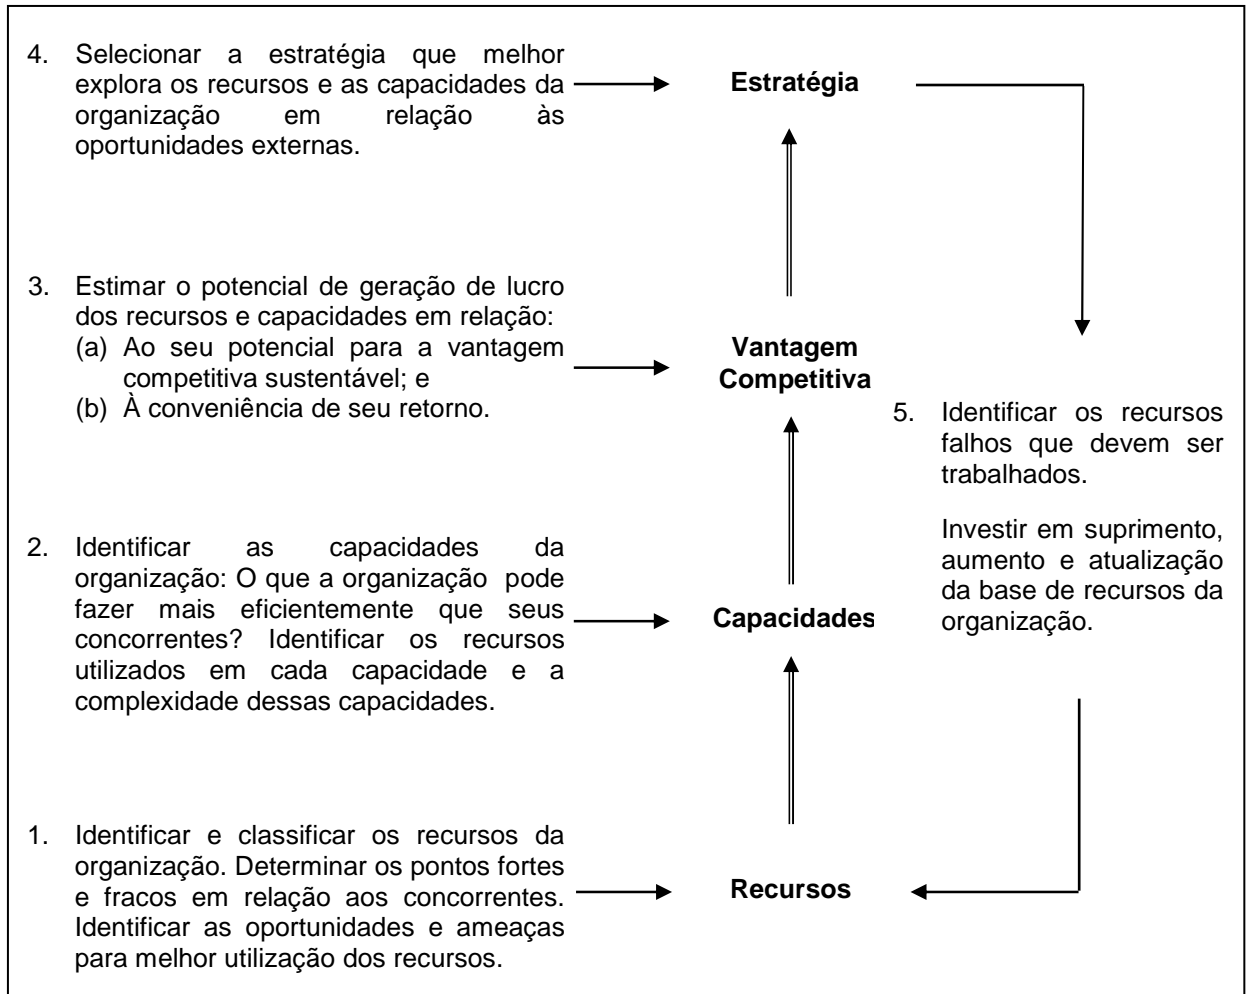 4. Selecionar a estratégia que melhor
explora os recursos e as capacidades da
organização em relação às
oportunidades externas.
Estratégia
3. Estimar o potencial de geração de lucro
dos recursos e capacidades em relação:
(a) Ao seu potencial para a vantagem
competitiva sustentável; e
(b) À conveniência de seu retorno.
Vantagem
Competitiva
5. Identificar os recursos
falhos que devem ser
trabalhados.
Investir em suprimento,
aumento e atualização
da base de recursos da
organização.
2. Identificar as capacidades da
organização: O que a organização pode
fazer mais eficientemente que seus
concorrentes? Identificar os recursos
utilizados em cada capacidade e a
complexidade dessas capacidades.
Capacidades
1. Identificar e classificar os recursos da
organização. Determinar os pontos fortes
e fracos em relação aos concorrentes.
Identificar as oportunidades e ameaças
para melhor utilização dos recursos.
Recursos